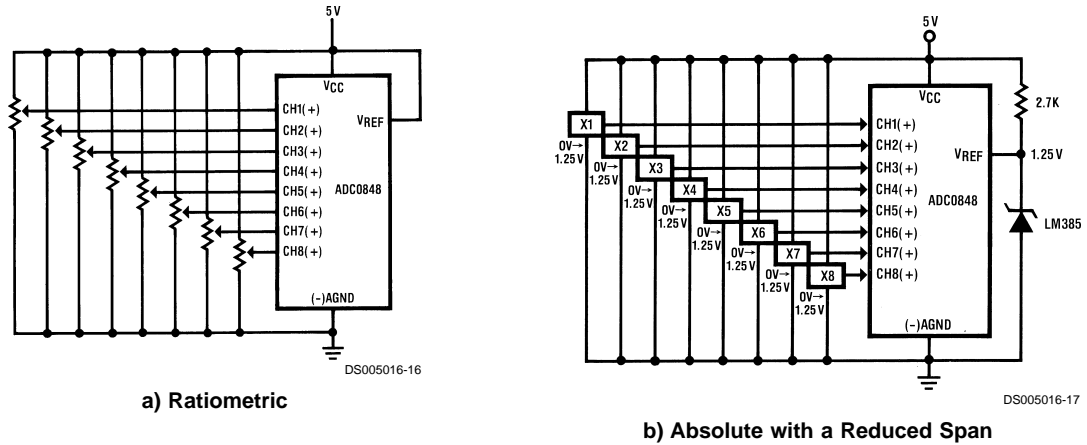 5V
VCC
CH1(+)
VREF
CH2(+)
CH3(+)
CH4(+)
ADC0848
CH5(+)
CH6(+)
CH7(+)
CH8(+)
(-)AGND
DS005016-16
a) Ratiometric
5V
VCC
2.7K
X1
CH1(+)
0V→
1.25V
X2
CH2(+)
0V→
1.25V
X3
CH3(+)
VREF
1.25V
0V→
1.25V
X4
CH4(+)
ADC0848
0V→
1.25V
X5
CH5(+)
LM385
0V→
1.25V
X6
CH6(+)
0V→
1.25V
X7
CH7(+)
0V→
1.25V
X8
CH8(+)
0V→
1.25V
(-)AGND
DS005016-17
b) Absolute with a Reduced Span